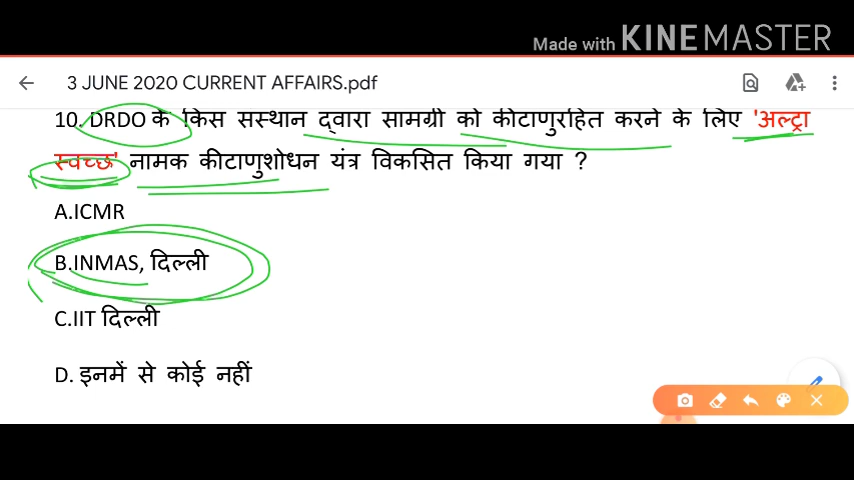 Made with KINEMASTER
3 JUNE 2020 CURRENT AFFAIRS.pdf
10. DRDO के किस संस्थान द्वारा सामग्री को कीटाणुरहित करने के लिए 'अल्ट्रा
स्वच्छ' नामक कीटाणुशोधन यंत्र विकसित किया गया ?
A.ICMR
B.INMAS, दिल्ली
C.IIT दिल्ली
D. इनमें से कोई नहीं